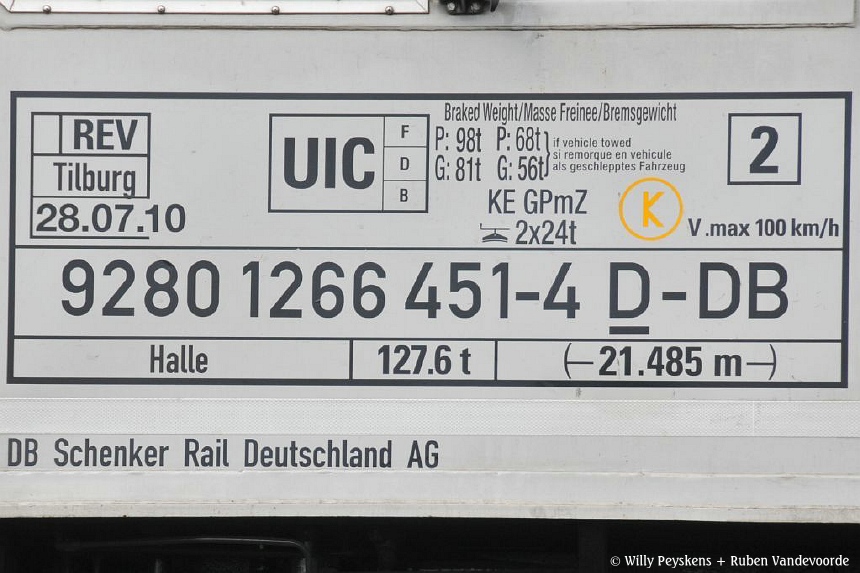 REV
Tilburg
28.07.10
UIC
F
D
B
Braked Weight/Masse Freinee/Bremsgewicht
P: 98t P: 68t
G: 81t G: 56t
if vehicle towed
si remorque en vehicule
als geschlepptes Fahrzeug
KE GPmZ
2x24t
K
2
V.max 100 km/h
9280 1266 451-4 D-DB
Halle
127.6 t
(—21.485 m—)
DB Schenker Rail Deutschland AG
© Willy Peyskens + Ruben Vandevoorde